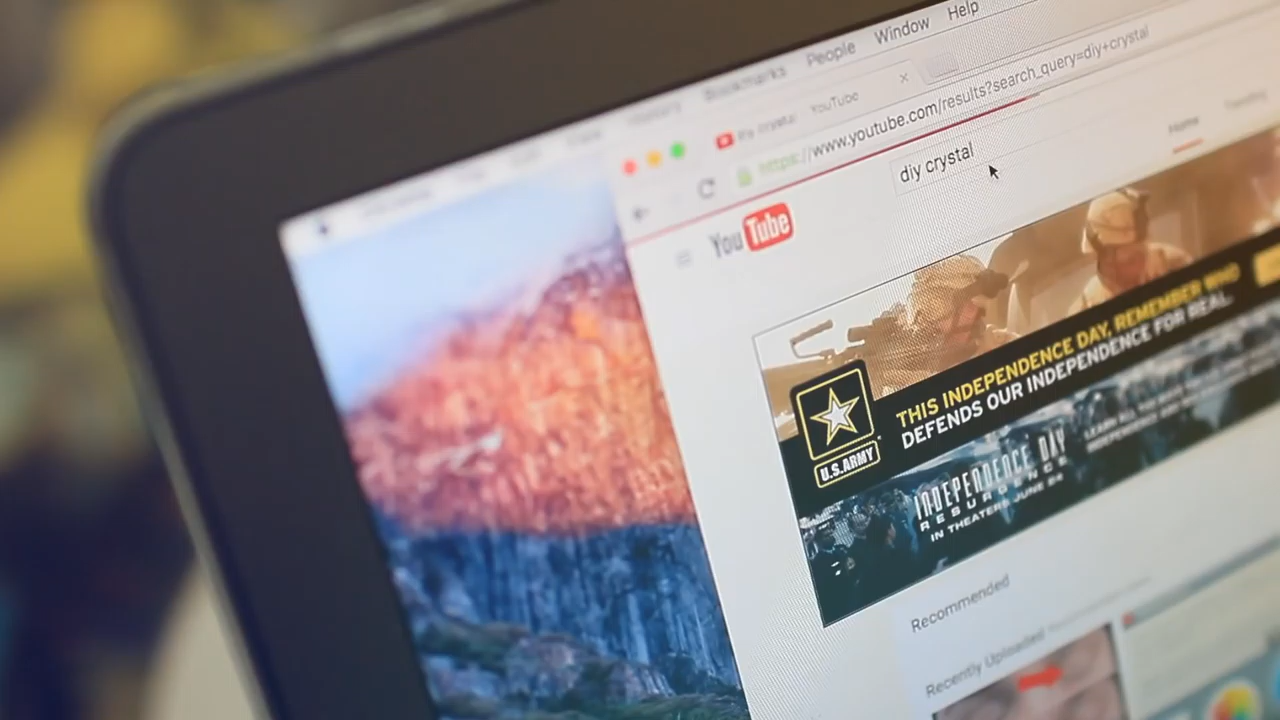 Bookmarks People Window Help
YouTube
https://www.youtube.com/results?search_query=diy+crystal
diy crystal
Home Trending
YouTube
THIS INDEPENDENCE DAY, REMEMBER WHO
DEFENDS OUR INDEPENDENCE FOR REAL.
U.S.ARMY
INDEPENDENCE DAY
RESURGENCE
IN THEATERS JUNE 24
Recommended
Recently Uploaded